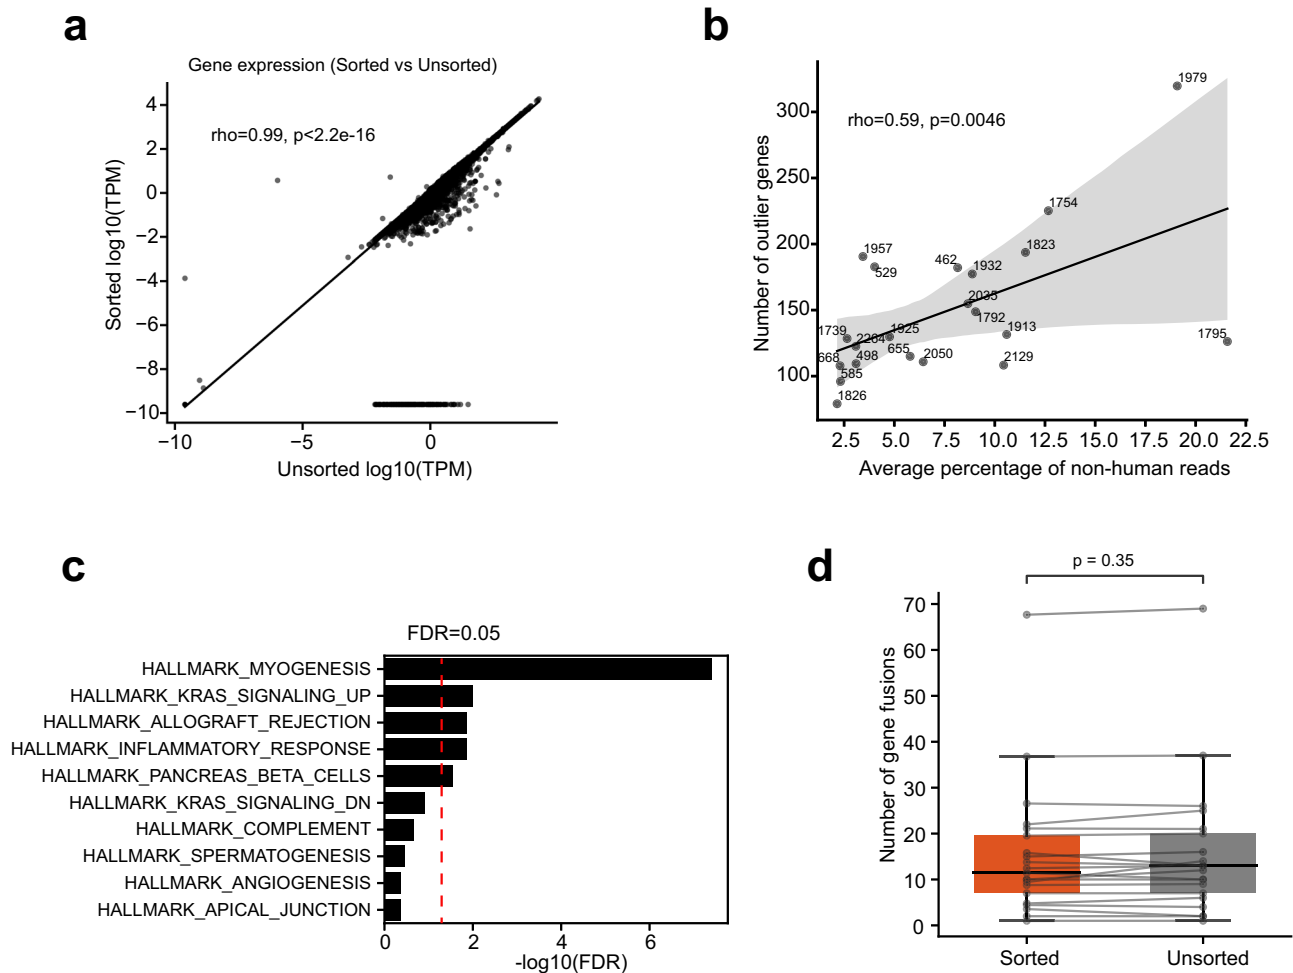 a
Gene expression (Sorted vs Unsorted)
rho=0.99, p<2.2e-16
Sorted log10(TPM)
4
2
0
−2
−4
−6
−8
−10
−10
−5
0
Unsorted log10(TPM)
b
rho=0.59, p=0.0046
Number of outlier genes
300
250
200
150
100
1979
1754
1823
1957
529
462
1932
2035
1792
1913
1795
1739
2264
1925
655
2050
2129
668
498
585
1826
2.5
5.0
7.5
10.0
12.5
15.0
17.5
20.0
22.5
Average percentage of non-human reads
c
FDR=0.05
HALLMARK_MYOGENESIS
HALLMARK_KRAS_SIGNALING_UP
HALLMARK_ALLOGRAFT_REJECTION
HALLMARK_INFLAMMATORY_RESPONSE
HALLMARK_PANCREAS_BETA_CELLS
HALLMARK_KRAS_SIGNALING_DN
HALLMARK_COMPLEMENT
HALLMARK_SPERMATOGENESIS
HALLMARK_ANGIOGENESIS
HALLMARK_APICAL_JUNCTION
0
2
4
6
-log10(FDR)
d
p = 0.35
Number of gene fusions
70
60
50
40
30
20
10
0
Sorted
Unsorted